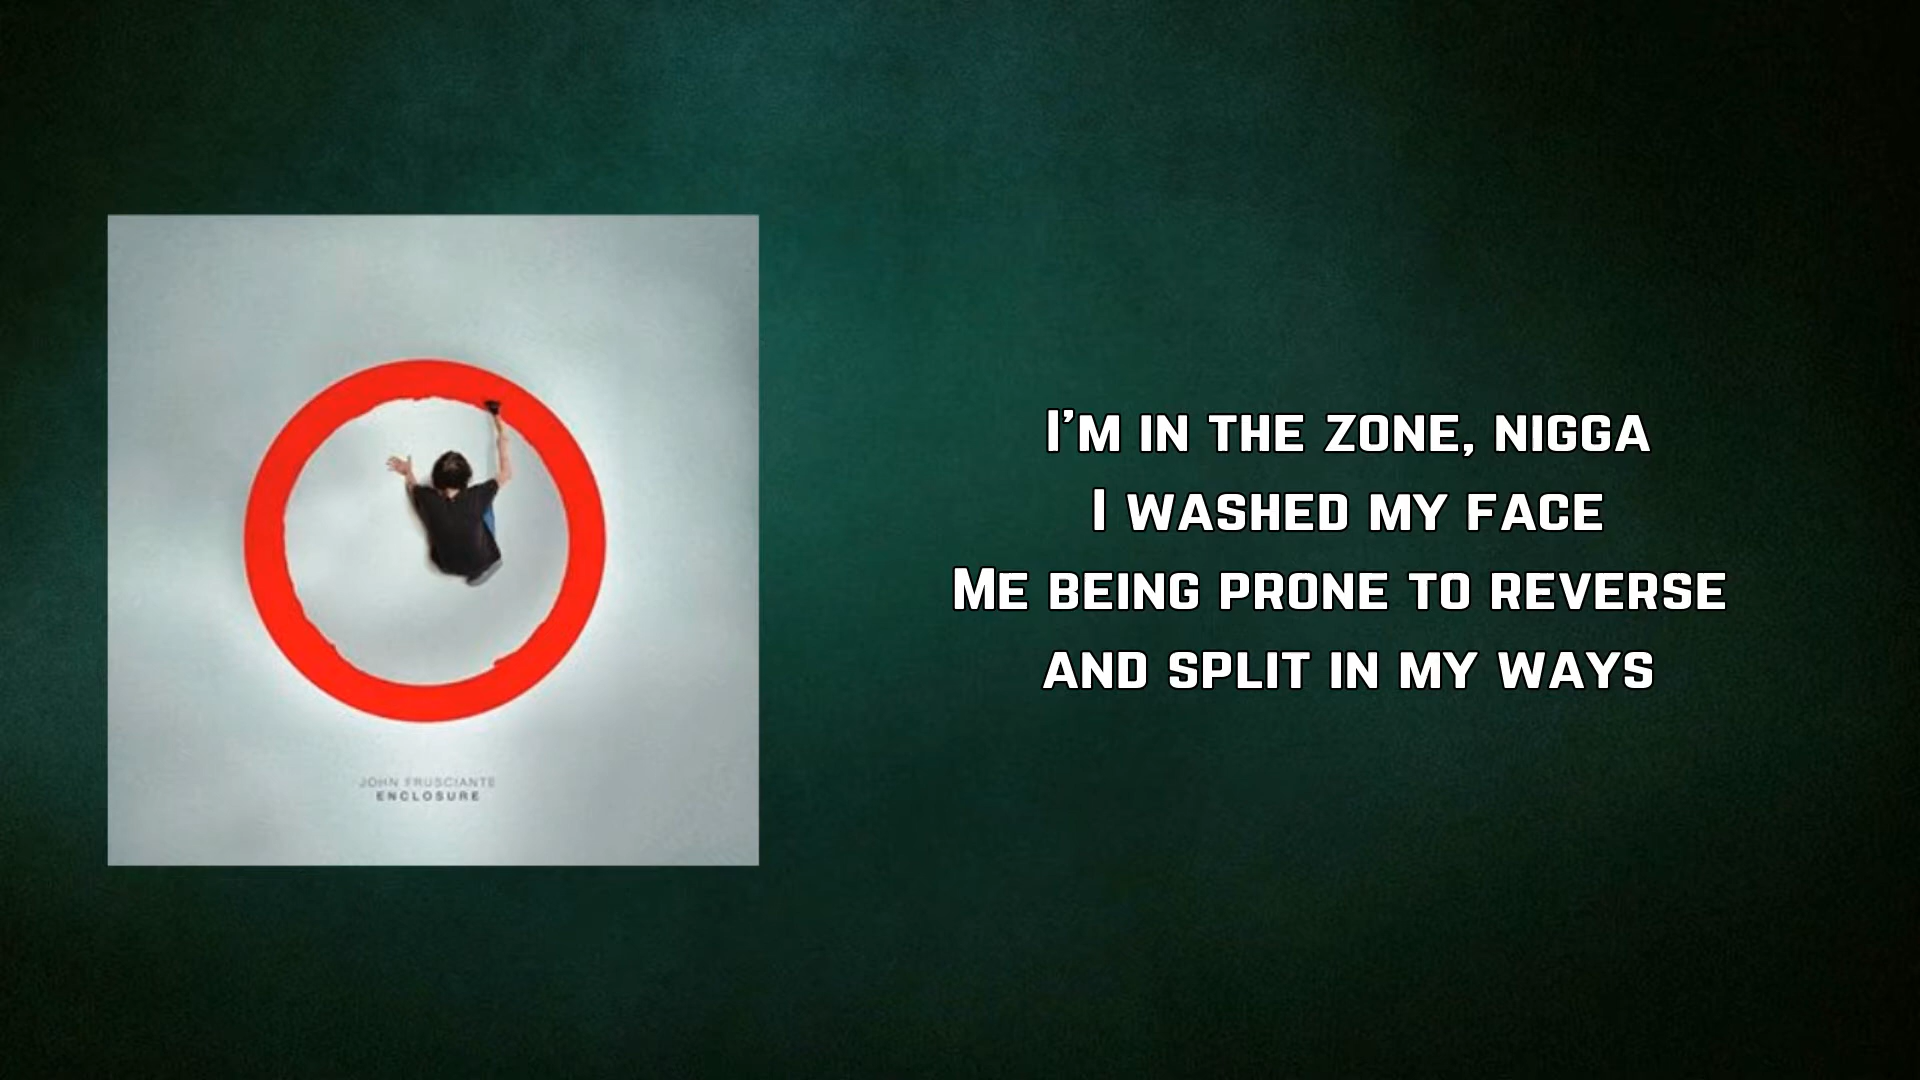 JOHN FRUSCIANTE
ENCLOSURE
I'm in the zone, nigga
I washed my face
Me being prone to reverse
and split in my ways